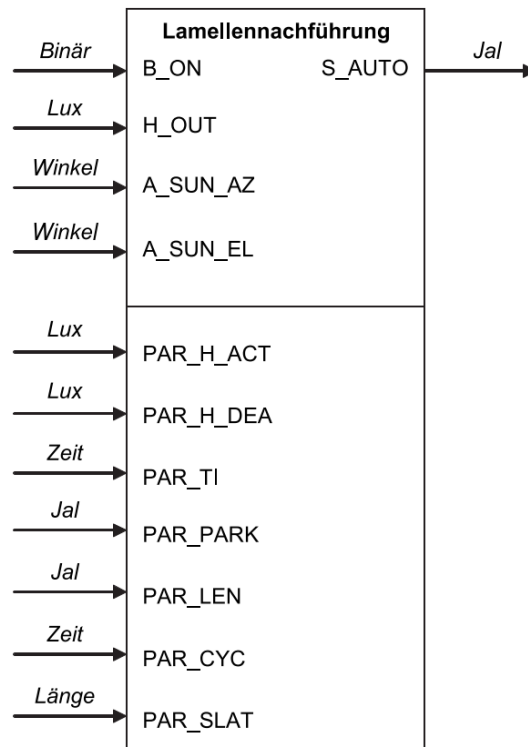 Lamellennachführung
Binär B_ON S_AUTO Jal
Lux H_OUT
Winkel A_SUN_AZ
Winkel A_SUN_EL
Lux PAR_H_ACT
Lux PAR_H_DEA
Zeit PAR_TI
Jal PAR_PARK
Jal PAR_LEN
Zeit PAR_CYC
Länge PAR_SLAT